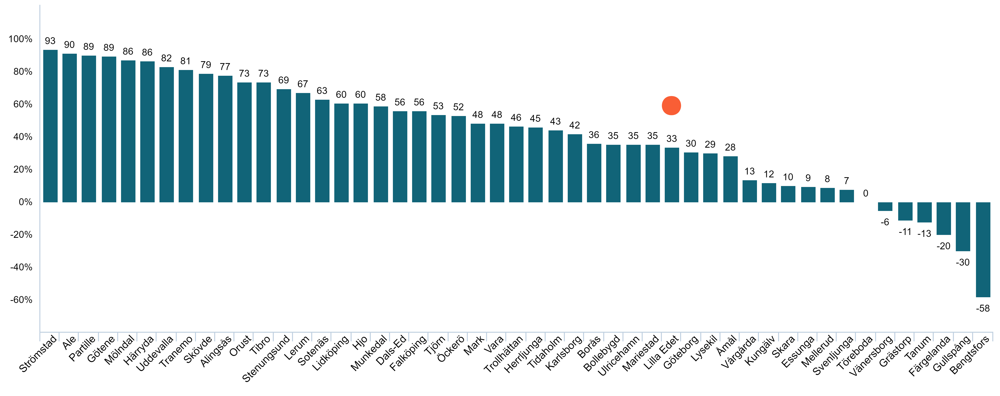 100%
80%
60%
40%
20%
0%
-20%
-40%
-60%
93 90 89 89 86 86 82 81 79 77 73 73 69 67 63 60 60 58 56 56 53 52 48 48 46 45 43 42 36 35 35 35 33 30 29 28 13 12 10 9 8 7 0 -6 -11 -13 -20 -30 -58
Strömstad
Ale
Partille
Götene
Mölndal
Härryda
Uddevalla
Tranemo
Skövde
Alingsås
Orust
Tibro
Stenungsund
Lerum
Sotenäs
Lidköping
Hjo
Munkedal
Dals-Ed
Falköping
Tjörn
Öckerö
Mark
Vara
Trollhättan
Herrljunga
Tidaholm
Karlsborg
Borås
Bollebygd
Ulricehamn
Mariestad
Lilla Edet
Göteborg
Lysekil
Åmål
Vårgårda
Kungälv
Skara
Essunga
Mellerud
Svenljunga
Töreboda
Vänersborg
Grästorp
Tanum
Färgelanda
Gullspång
Bengtsfors